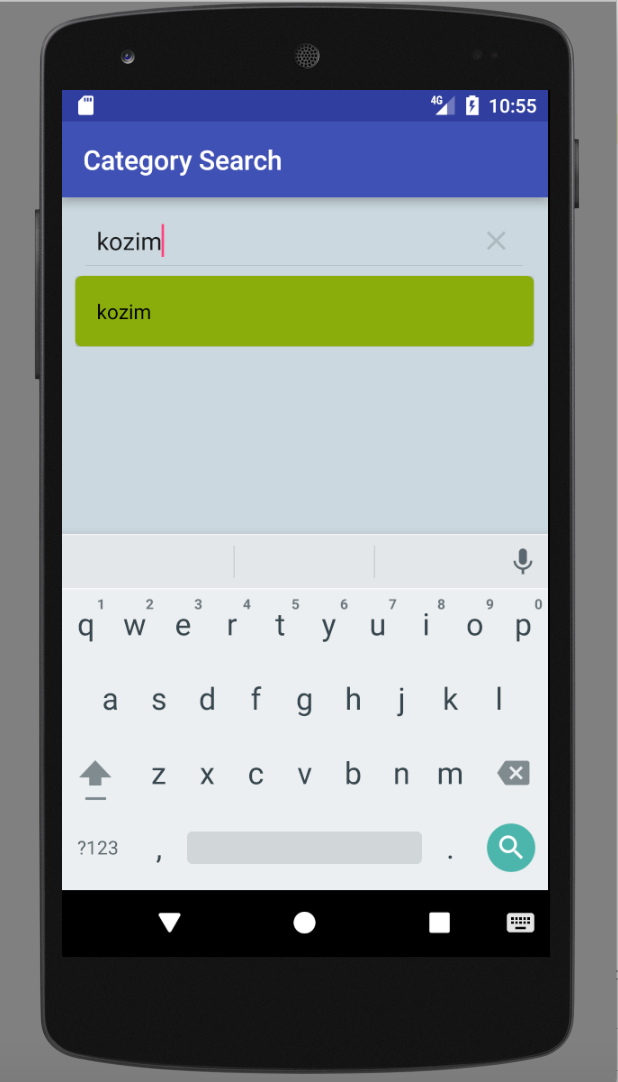 4G 10:55
Category Search
kozim
kozim
1 2 3 4 5 6 7 8 9 0
q w e r t y u i o p
a s d f g h j k l
z x c v b n m
?123 , .